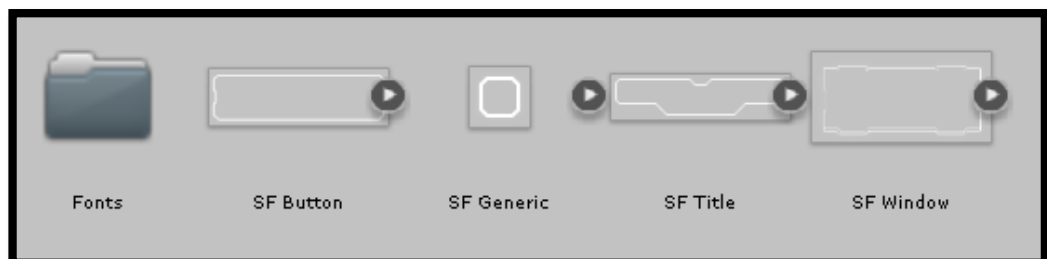 Fonts
SF Button
SF Generic
SF Title
SF Window